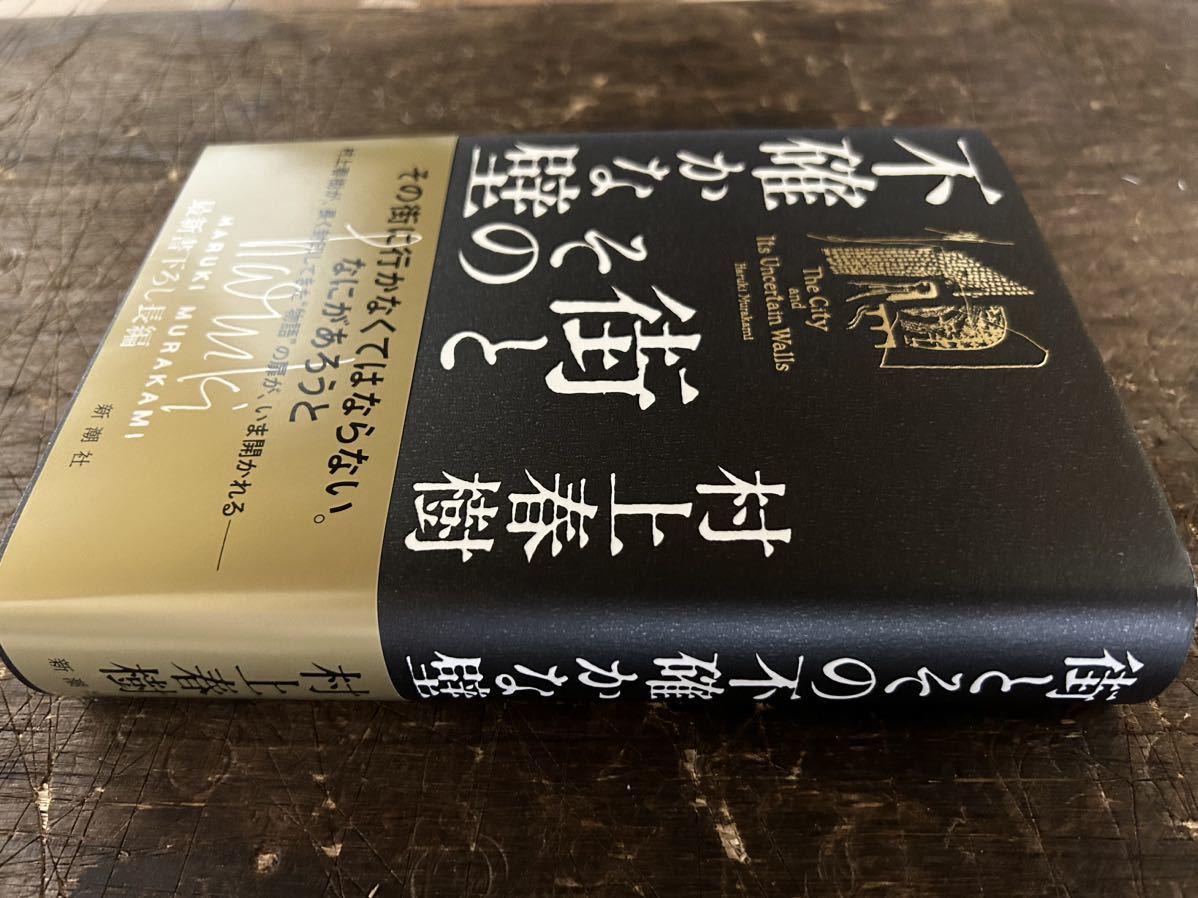 街と
その
不確かな壁
The City
and
Its Uncertain Walls
Haruki Murakami
村上春樹
その街に行かなくてはならない。
なにがあろうと
村上春樹が、長く封印してきた“物語”の扉が、いま開かれる——
HARUKI MURAKAMI
最新書下ろし長編
新潮社
街とその不確かな壁
村上春樹
新潮